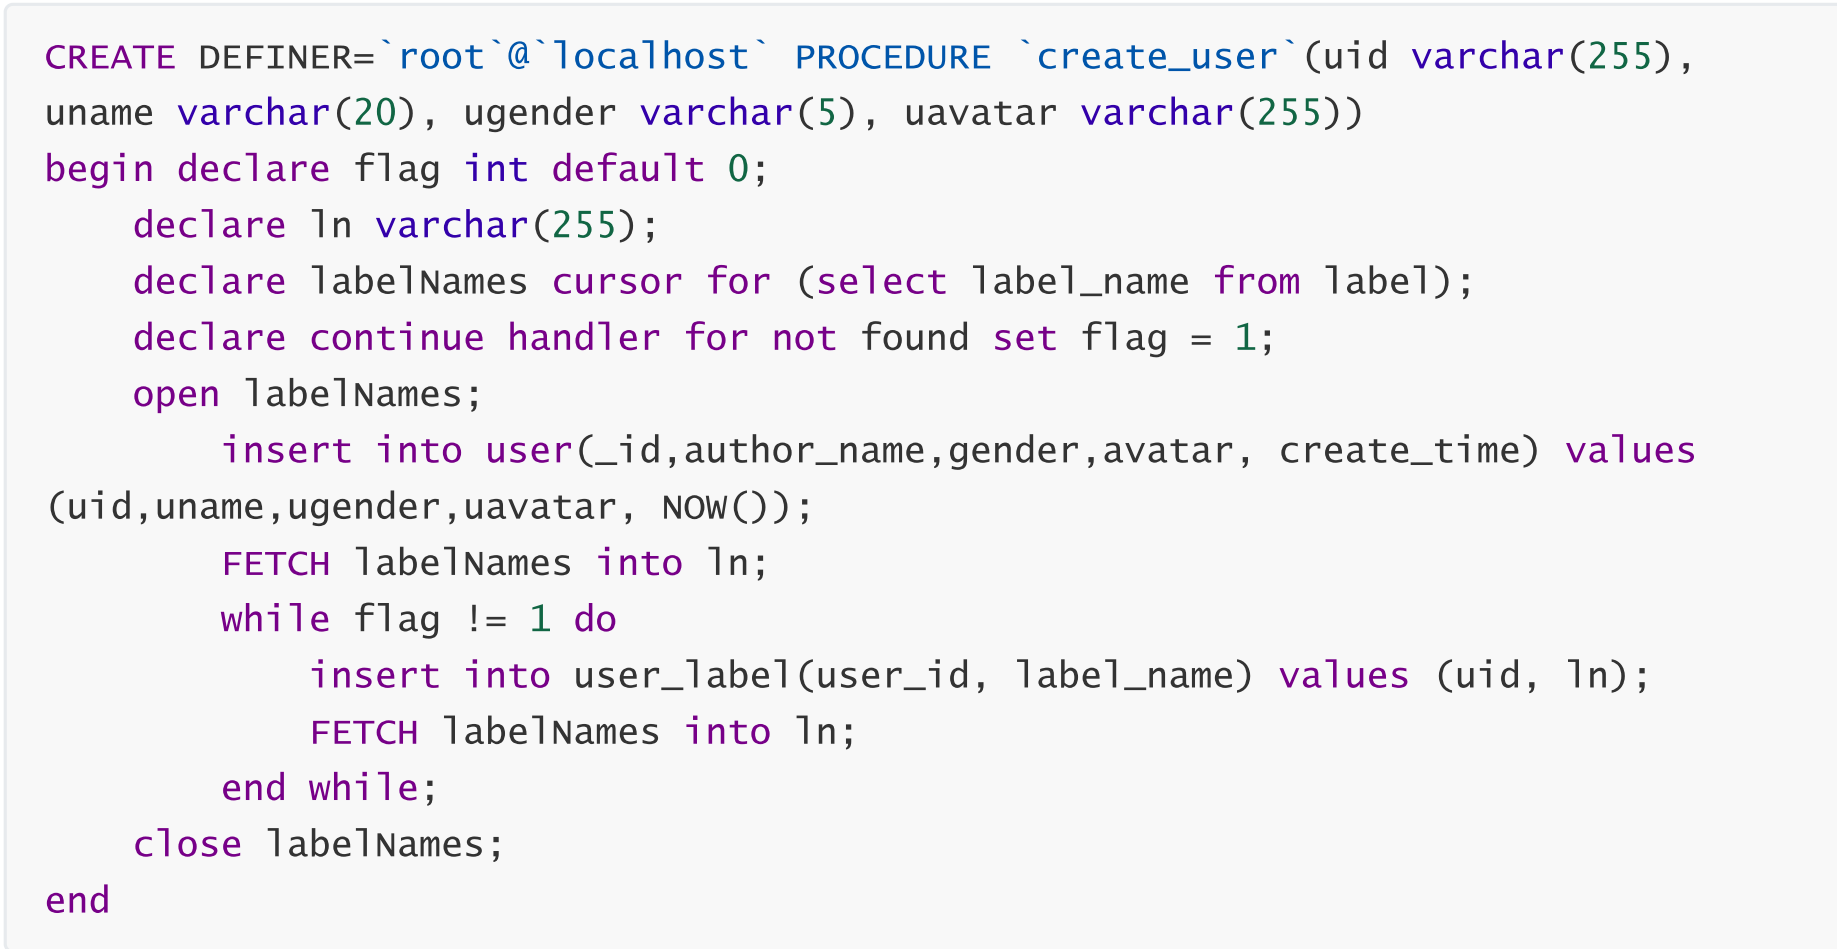 CREATE DEFINER=`root`@`localhost` PROCEDURE `create_user`(uid varchar(255),
uname varchar(20), ugender varchar(5), uavatar varchar(255))
begin declare flag int default 0;
    declare ln varchar(255);
    declare labelNames cursor for (select label_name from label);
    declare continue handler for not found set flag = 1;
    open labelNames;
        insert into user(_id,author_name,gender,avatar, create_time) values
(uid,uname,ugender,uavatar, NOW());
        FETCH labelNames into ln;
        while flag != 1 do
            insert into user_label(user_id, label_name) values (uid, ln);
            FETCH labelNames into ln;
        end while;
    close labelNames;
end